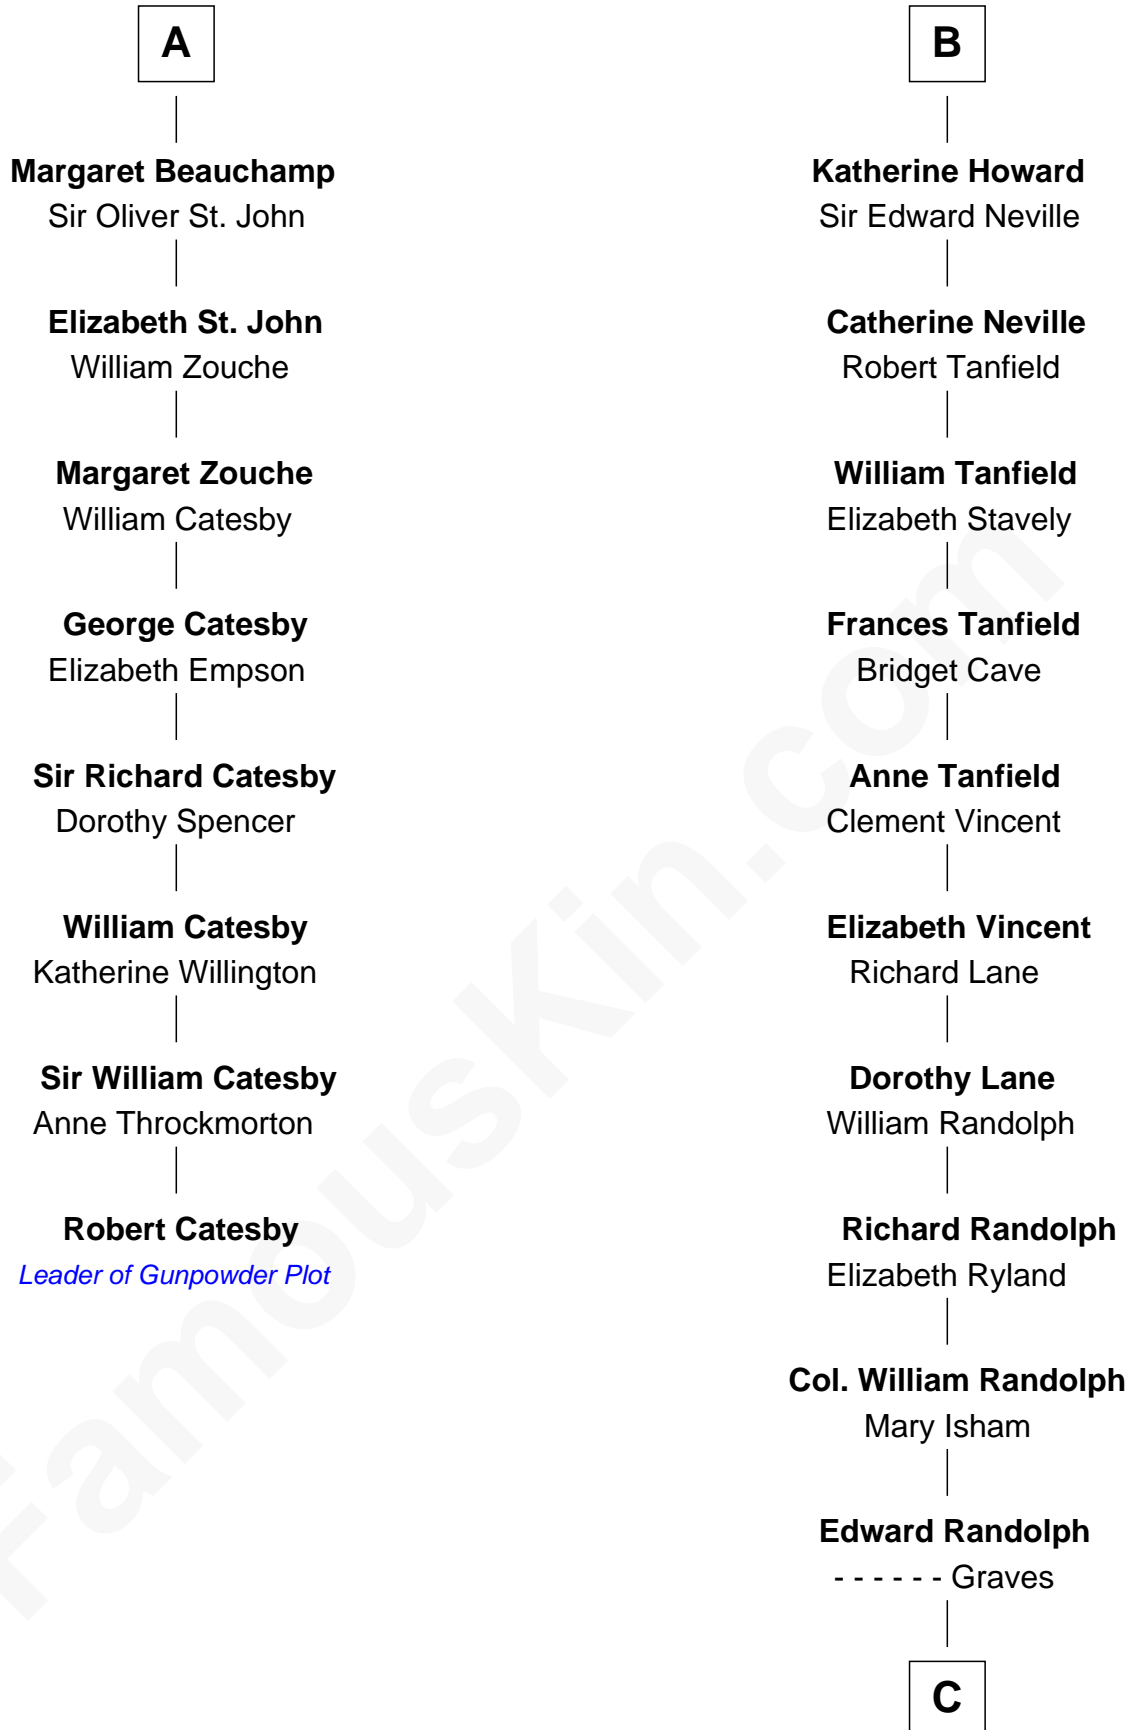 A
Margaret Beauchamp
Sir Oliver St. John
Elizabeth St. John
William Zouche
Margaret Zouche
William Catesby
George Catesby
Elizabeth Empson
Sir Richard Catesby
Dorothy Spencer
William Catesby
Katherine Willington
Sir William Catesby
Anne Throckmorton
Robert Catesby
Leader of Gunpowder Plot
B
Katherine Howard
Sir Edward Neville
Catherine Neville
Robert Tanfield
William Tanfield
Elizabeth Stavely
Frances Tanfield
Bridget Cave
Anne Tanfield
Clement Vincent
Elizabeth Vincent
Richard Lane
Dorothy Lane
William Randolph
Richard Randolph
Elizabeth Ryland
Col. William Randolph
Mary Isham
Edward Randolph
- - - - - - Graves
C
FamousKin.com